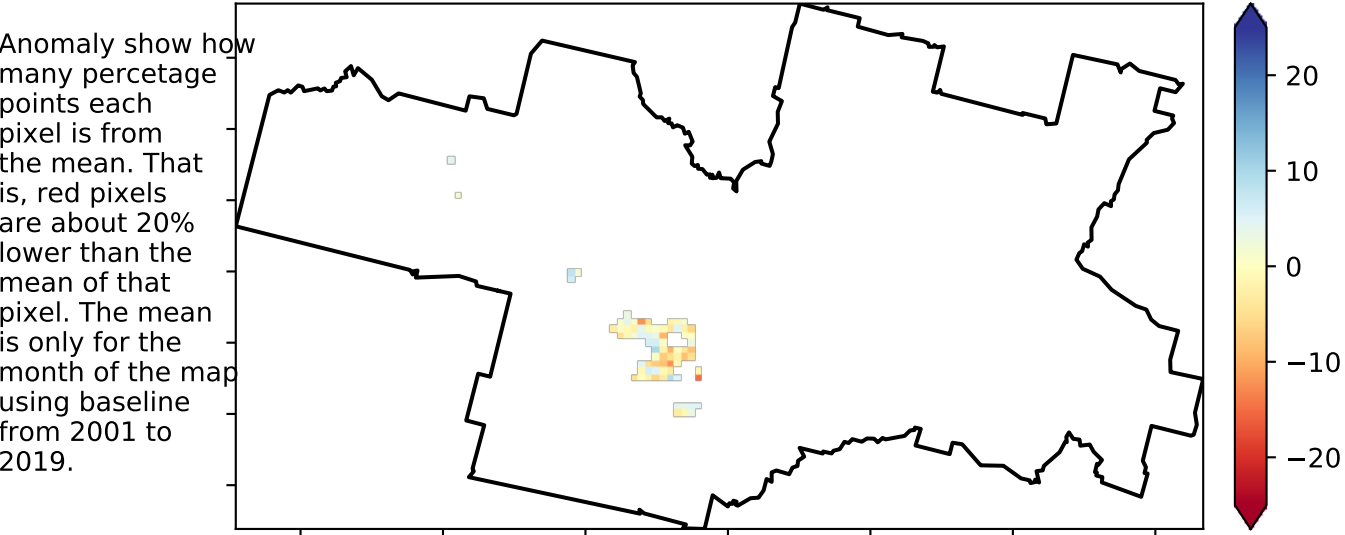 Anomaly show how
many percetage
points each
pixel is from
the mean. That
is, red pixels
are about 20%
lower than the
mean of that
pixel. The mean
is only for the
month of the map
using baseline
from 2001 to
2019.
20
10
0
−10
−20